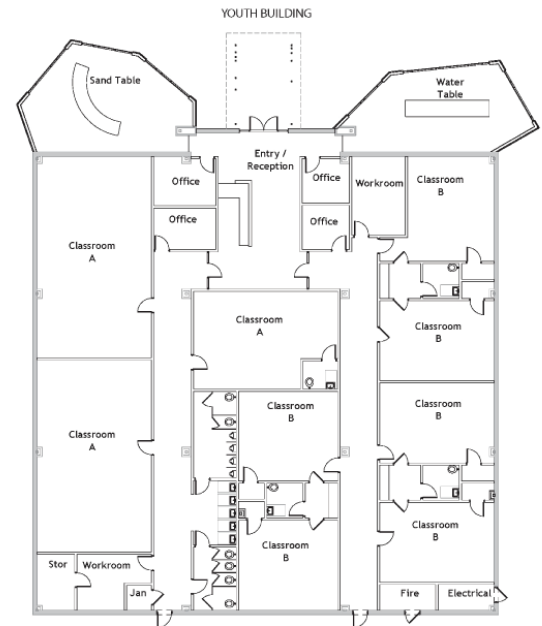 YOUTH BUILDING
Sand Table
Water
Table
Entry /
Reception
Office
Office
Workroom
Classroom
B
Office
Office
Classroom
A
Classroom
A
Classroom
B
Classroom
B
Classroom
B
Classroom
A
Classroom
B
Classroom
B
Stor
Workroom
Jan
Fire
Electrical